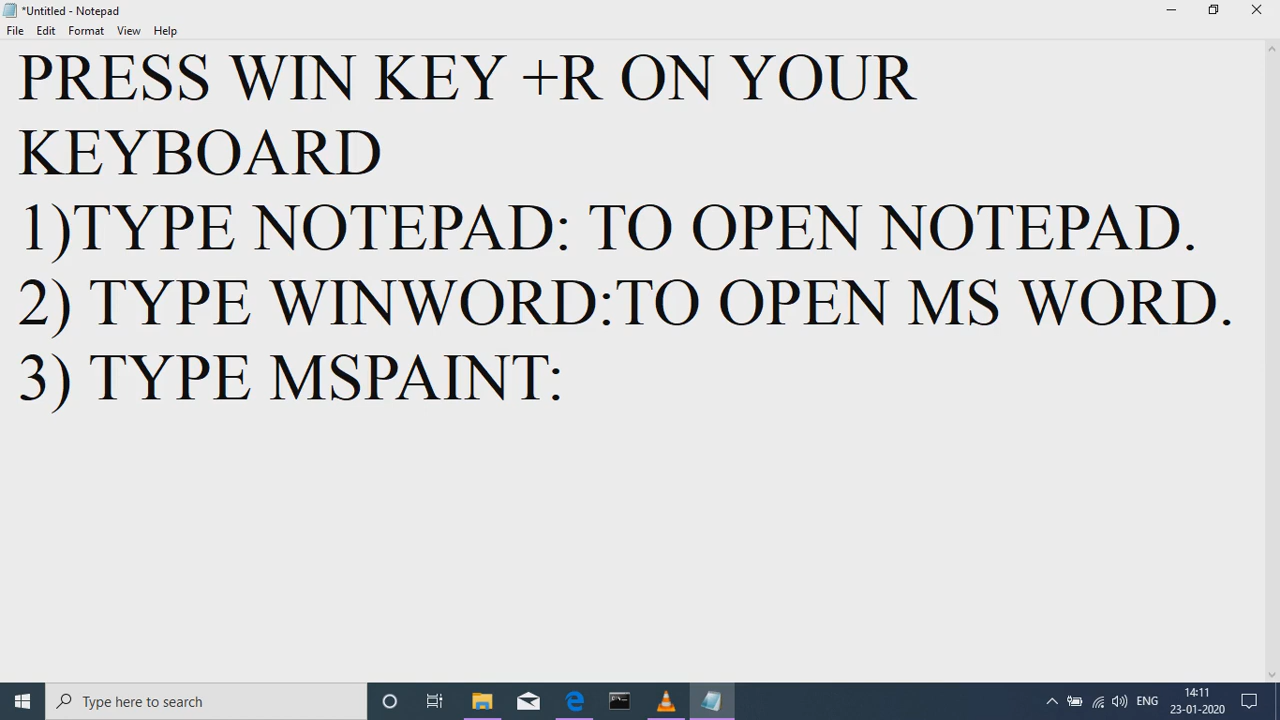 *Untitled - Notepad
File Edit Format View Help
PRESS WIN KEY +R ON YOUR
KEYBOARD
1)TYPE NOTEPAD: TO OPEN NOTEPAD.
2) TYPE WINWORD:TO OPEN MS WORD.
3) TYPE MSPAINT:
Type here to search
ENG
14:11
23-01-2020